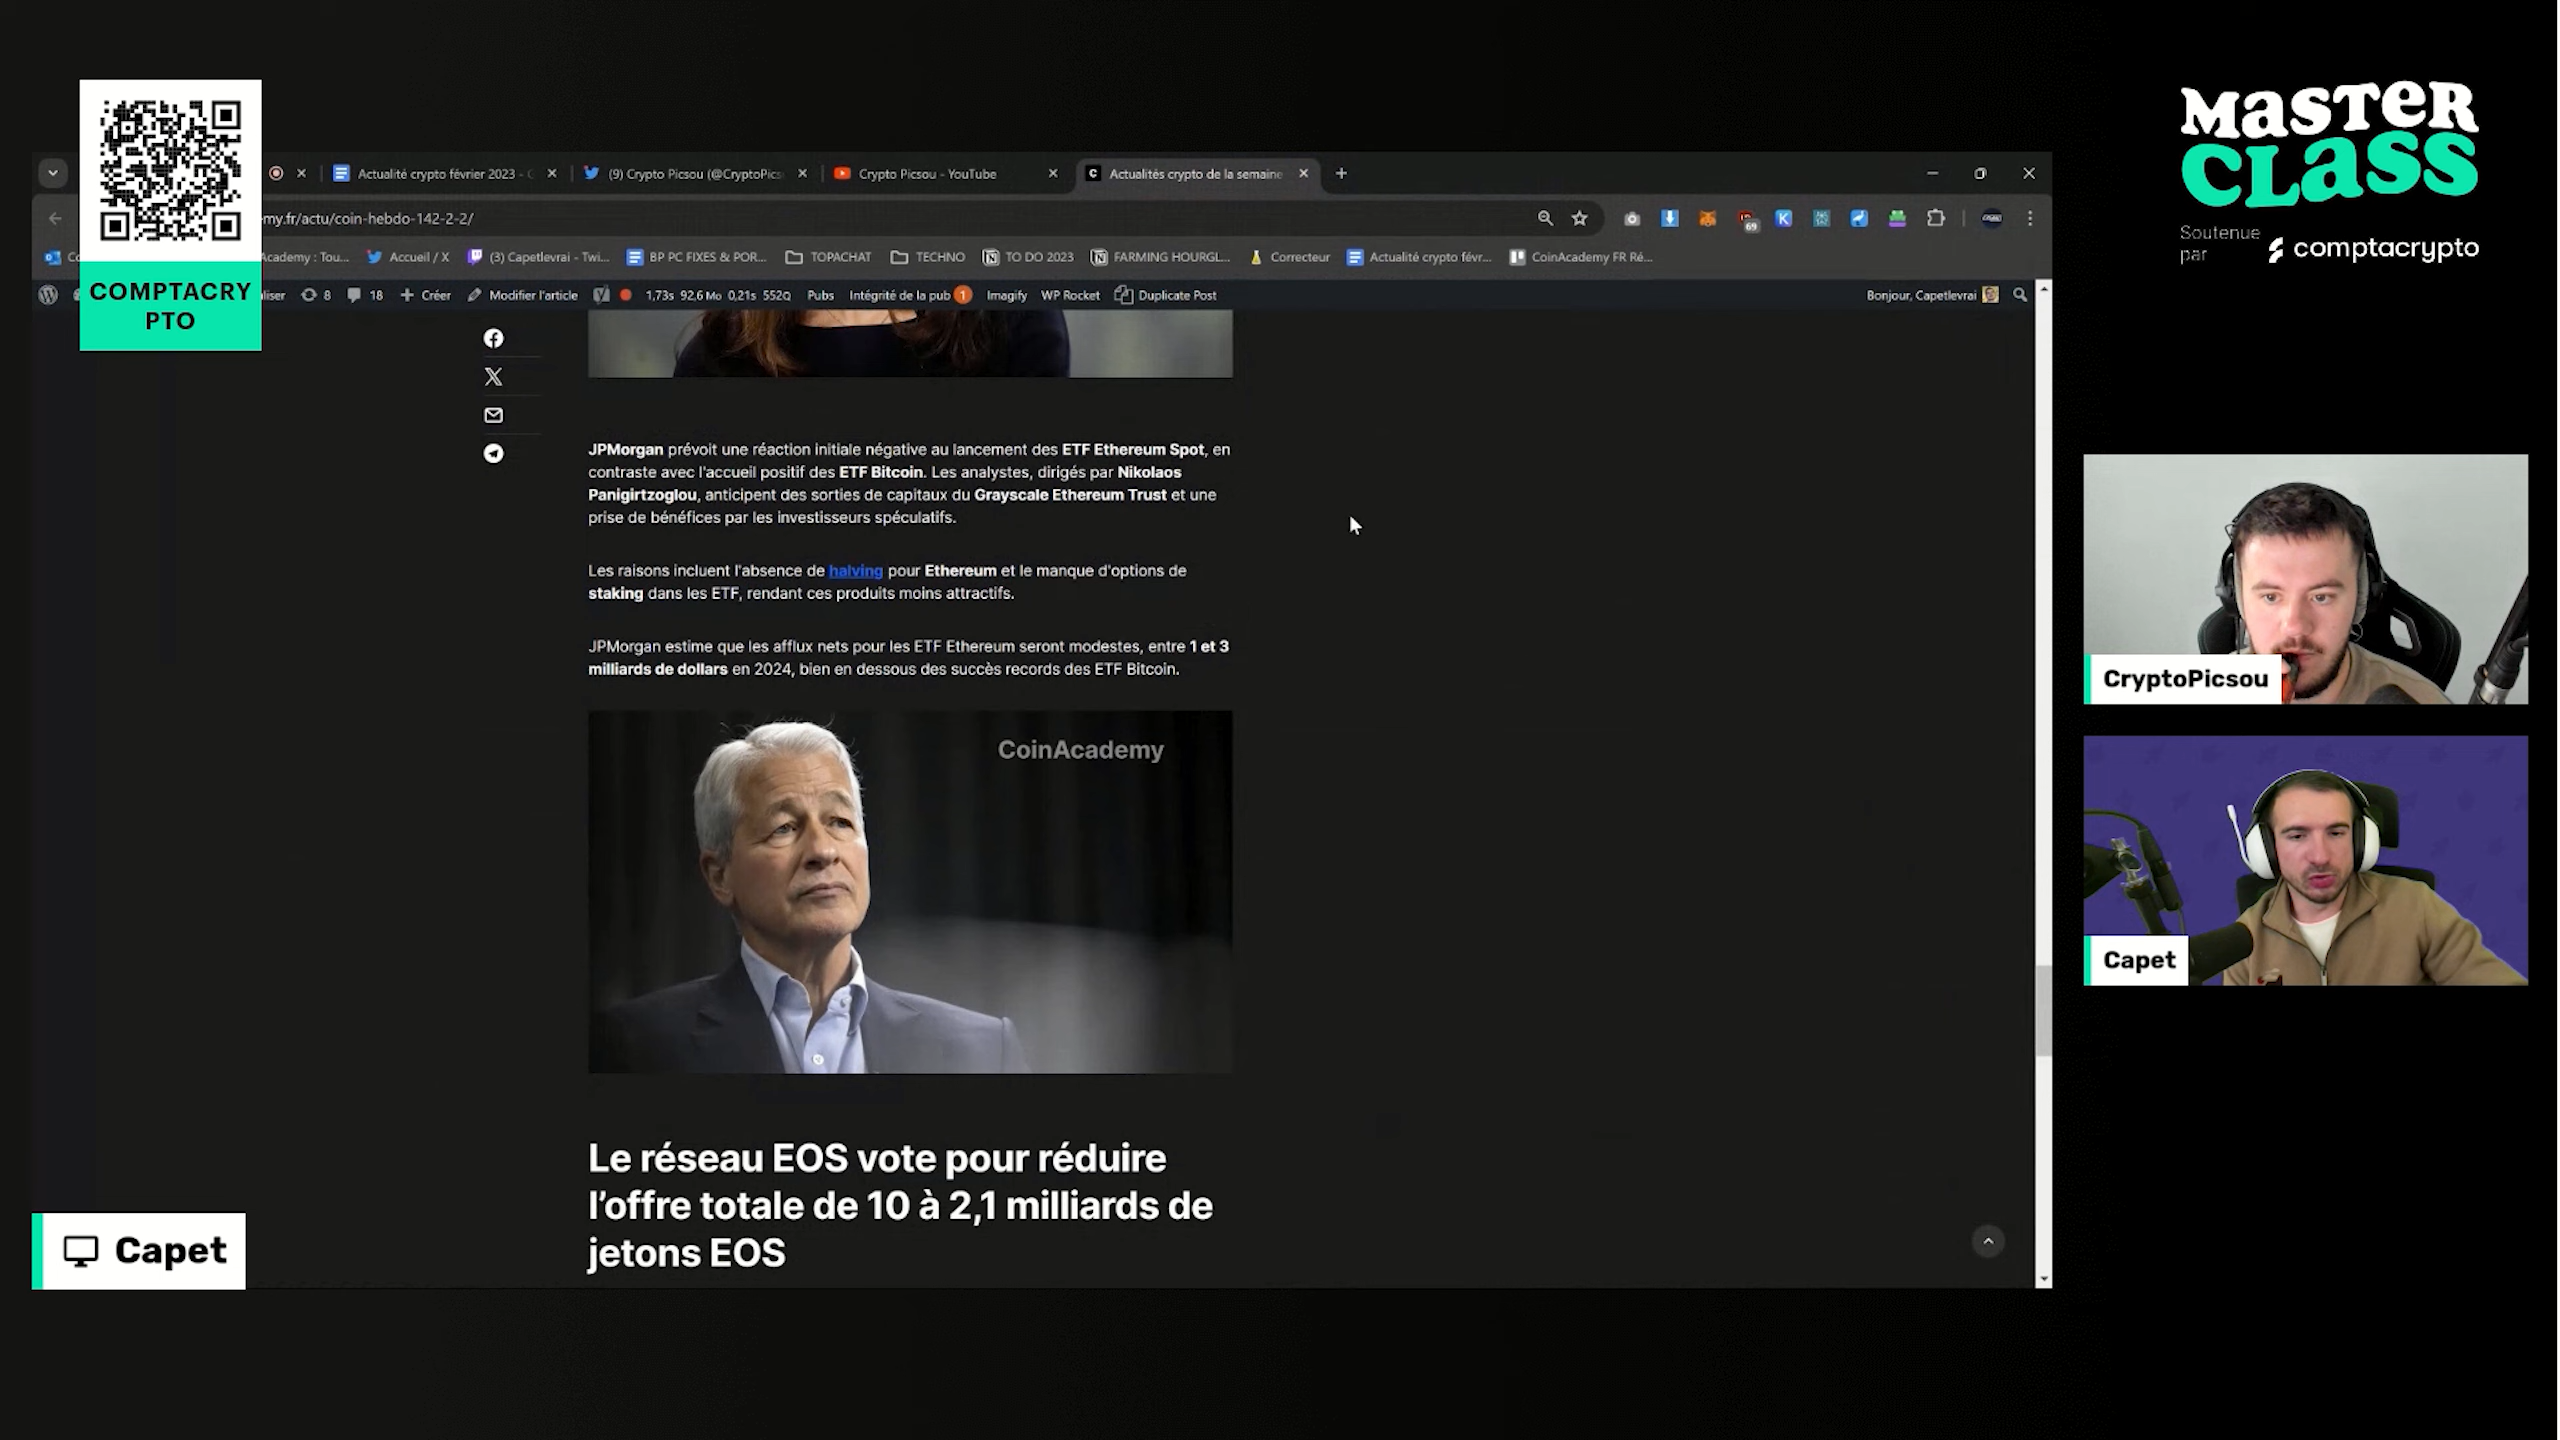 MaSTeR
CLaSS
Soutenue
par
comptacrypto
COMPTACRY
PTO
Actualité crypto février 2023 -
(9) Crypto Picsou (@CryptoPics
Crypto Picsou - YouTube
Actualités crypto de la semaine
my.fr/actu/coin-hebdo-142-2-2/
69
Academy : Tou...
Accueil / X
(3) Capetlevrai - Twi...
BP PC FIXES & POR...
TOPACHAT
TECHNO
TO DO 2023
FARMING HOURGL...
Correcteur
Actualité crypto févr...
CoinAcademy FR Ré...
liser
8
18
Créer
Modifier l'article
1,73s 92,6 Mo 0,21s 552Q
Pubs
Intégrité de la pub 1
Imagify
WP Rocket
Duplicate Post
Bonjour, Capetlevrai
JPMorgan prévoit une réaction initiale négative au lancement des ETF Ethereum Spot, en
contraste avec l'accueil positif des ETF Bitcoin. Les analystes, dirigés par Nikolaos
Panigirtzoglou, anticipent des sorties de capitaux du Grayscale Ethereum Trust et une
prise de bénéfices par les investisseurs spéculatifs.
Les raisons incluent l'absence de halving pour Ethereum et le manque d'options de
staking dans les ETF, rendant ces produits moins attractifs.
JPMorgan estime que les afflux nets pour les ETF Ethereum seront modestes, entre 1 et 3
milliards de dollars en 2024, bien en dessous des succès records des ETF Bitcoin.
CoinAcademy
Le réseau EOS vote pour réduire
l'offre totale de 10 à 2,1 milliards de
jetons EOS
CryptoPicsou
Capet
Capet